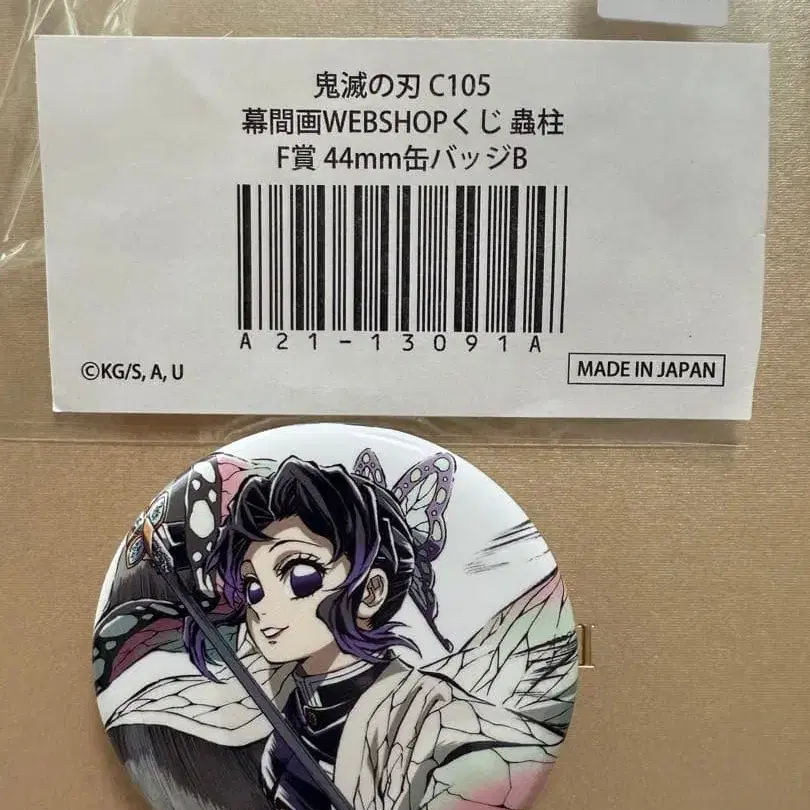 鬼滅の刃 C105
幕間画WEBSHOPくじ 蟲柱
F賞 44mm缶バッジB
A21-13091A
©KG/S, A, U
MADE IN JAPAN